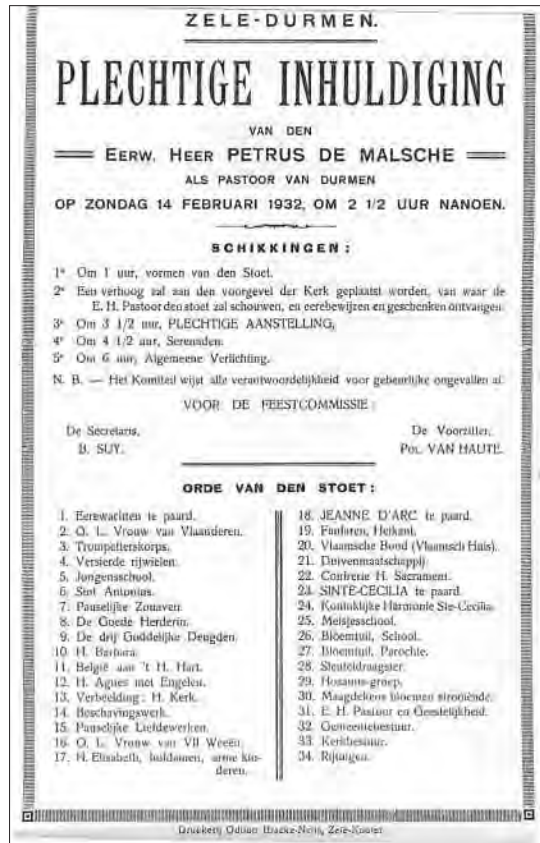 ZELE-DURMEN.
PLECHTIGE INHULDIGING
VAN DEN
EERW. HEER PETRUS DE MALSCHE
ALS PASTOOR VAN DURMEN
OP ZONDAG 14 FEBRUARI 1932, OM 2 1/2 UUR NANOEN.
SCHIKKINGEN:
1° Om 1 uur, vormen van den Stoet.
2° Een verhoog zal aan den voorgevel der Kerk geplaatst worden, van waar de
E. H. Pastoor den stoet zal schouwen, en eerebewijzen en geschenken ontvangen.
3° Om 3 1/2 uur, PLECHTIGE AANSTELLING,
4° Om 4 1/2 uur, Serenaden.
5° Om 6 uur, Algemeene Verlichting.
N. B. — Het Komiteit wijst alle verantwoordelijkheid voor gebeurlijke ongevallen af.
VOOR DE FEESTCOMMISSIE:
De Secretaris, De Voorzitter,
B. SUY. POL. VAN HAUTE.
ORDE VAN DEN STOET:
1. Eerewachten te paard.
2. O. L. Vrouw van Vlaanderen.
3. Trompetterskorps.
4. Versierde rijwielen.
5. Jongensschool.
6. Sint Antonius.
7. Pauselijke Zouaven.
8. De Goede Herderin.
9. De drij Goddelijke Deugden.
10. H. Barbara.
11. België aan 't H. Hart.
12. H. Agnes met Engelen.
13. Verbeelding: H. Kerk.
14. Beschavingswerk.
15. Pauselijke Liefdewerken.
16. O. L. Vrouw van VII Weeën.
17. H. Elisabeth, hofdamen, arme kin-
deren.
18. JEANNE D'ARC te paard.
19. Fanfaren, Heikant.
20. Vlaamsche Bond (Vlaamsch Huis).
21. Duivenmaatschappij.
22. Confrerie H. Sacrament.
23. SINTE-CECILIA te paard.
24. Koninklijke Harmonie Ste-Cecilia.
25. Meisjesschool.
26. Bloemtuil, School.
27. Bloemtuil, Parochie.
28. Sleuteldraagster.
29. Hosanna-groep.
30. Maagdekens bloemen strooiende.
31. E. H. Pastoor en Geestelijkheid.
32. Gemeentebestuur.
33. Kerkbestuur.
34. Rijtuigen.
Drukkerij Odilon Zele-Kouter